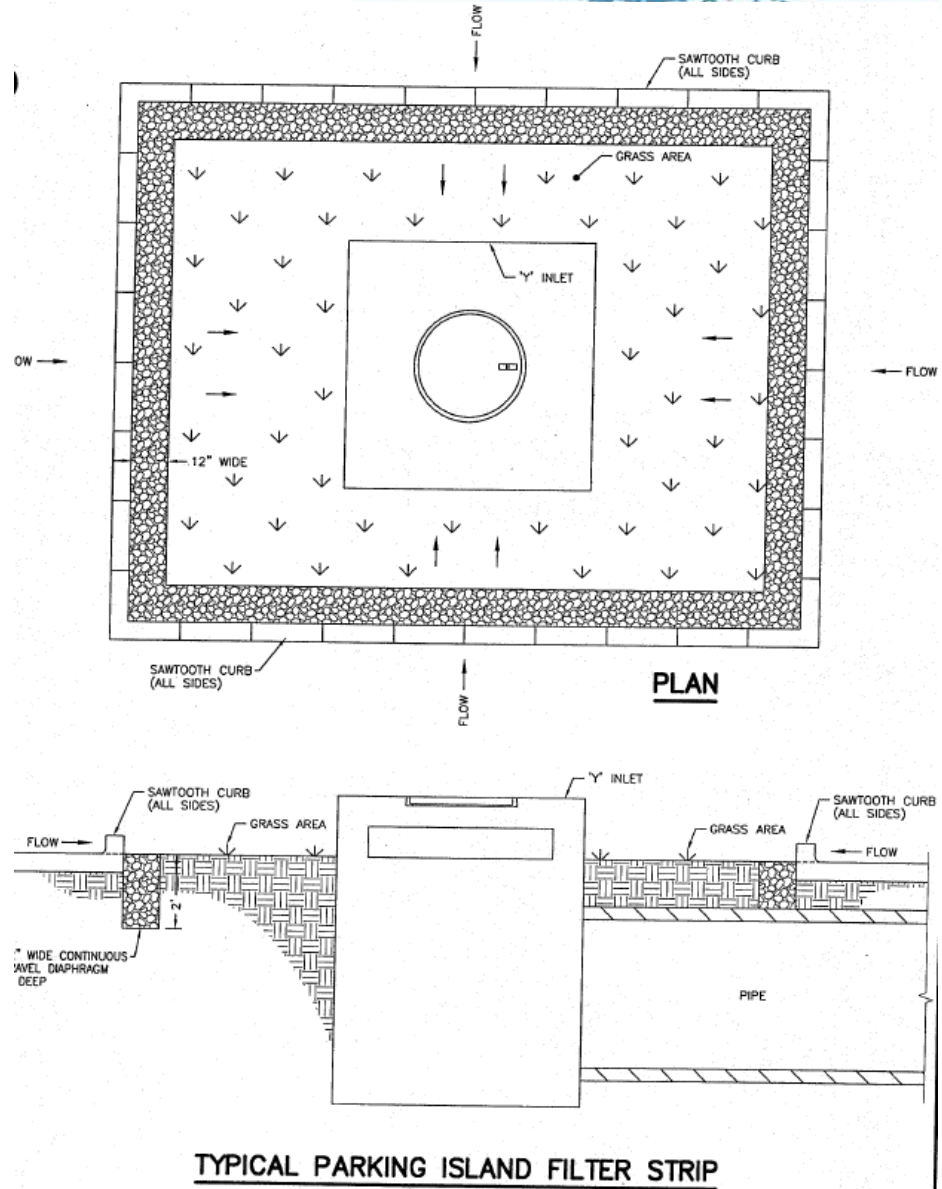 FLOW
SAWTOOTH CURB
(ALL SIDES)
GRASS AREA
'Y' INLET
OW
FLOW
12" WIDE
SAWTOOTH CURB
(ALL SIDES)
FLOW
PLAN
'Y' INLET
SAWTOOTH CURB
(ALL SIDES)
SAWTOOTH CURB
(ALL SIDES)
FLOW
GRASS AREA
GRASS AREA
FLOW
2'
" WIDE CONTINUOUS
RAVEL DIAPHRAGM
DEEP
PIPE
TYPICAL PARKING ISLAND FILTER STRIP